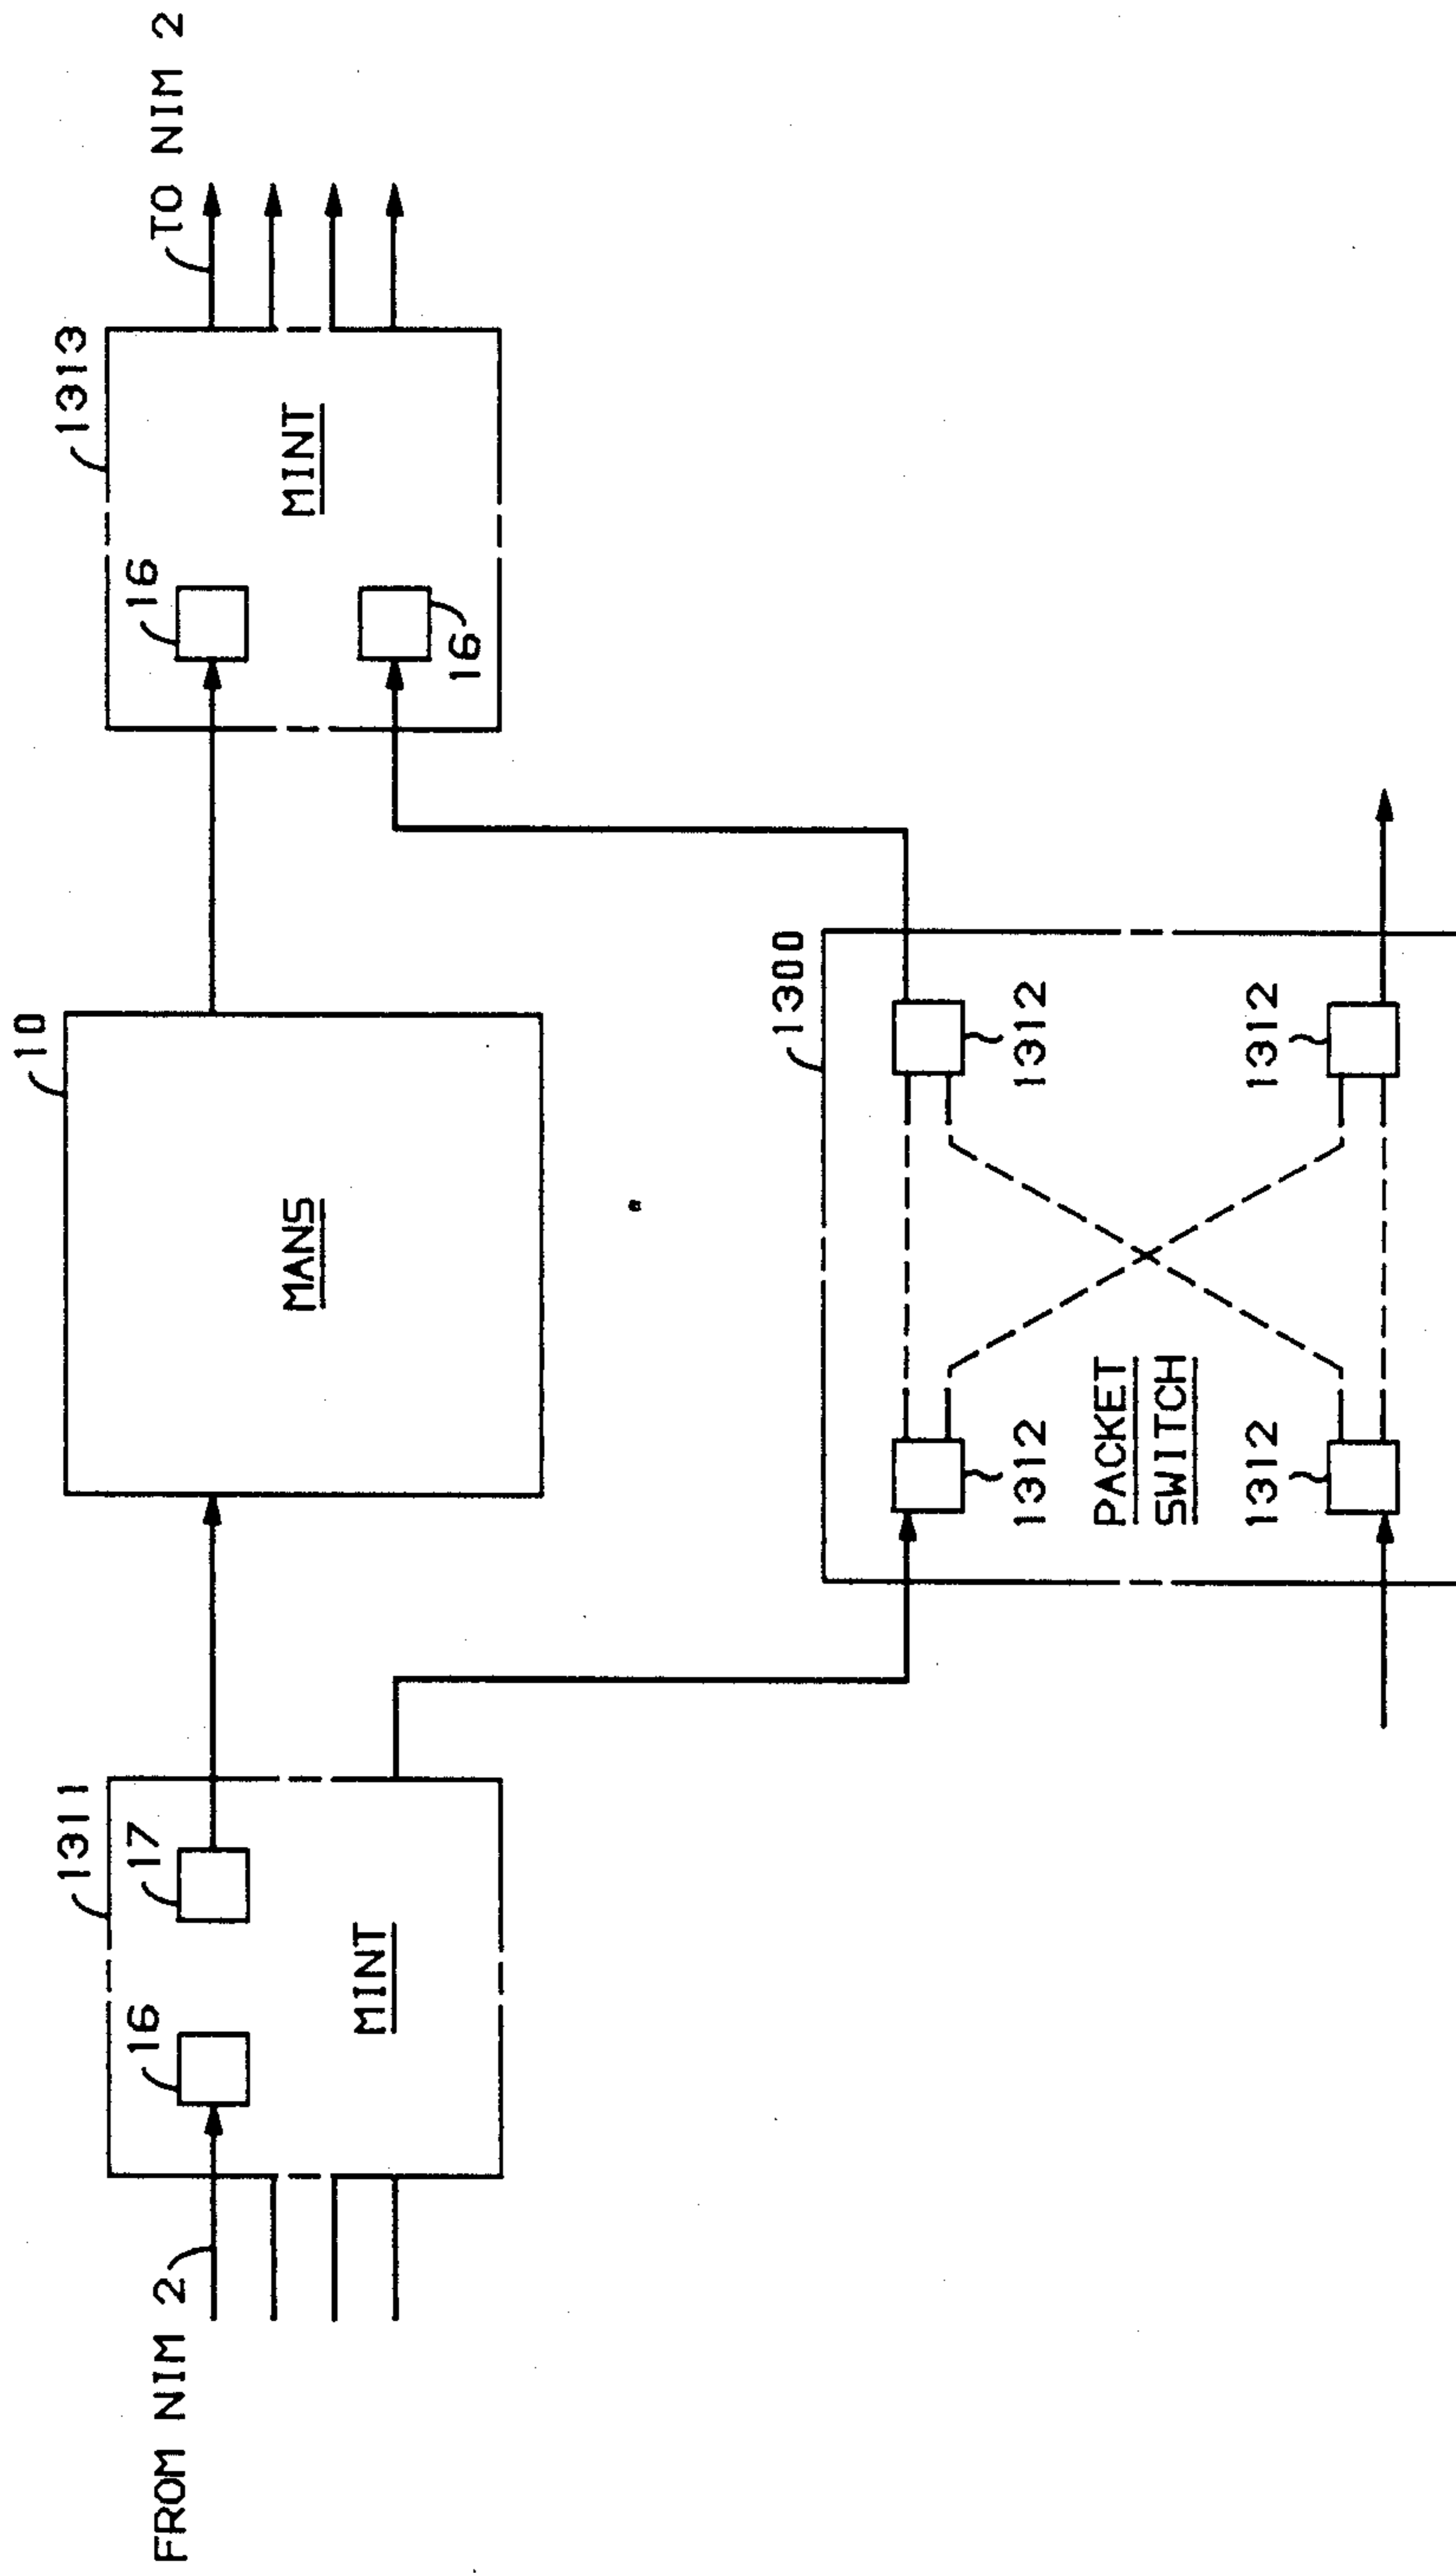 FROM NIM 2
1311
16
17
MINT
10
MANS
1313
16
16
MINT
TO NIM 2
1300
1312
1312
PACKET
SWITCH
1312
1312